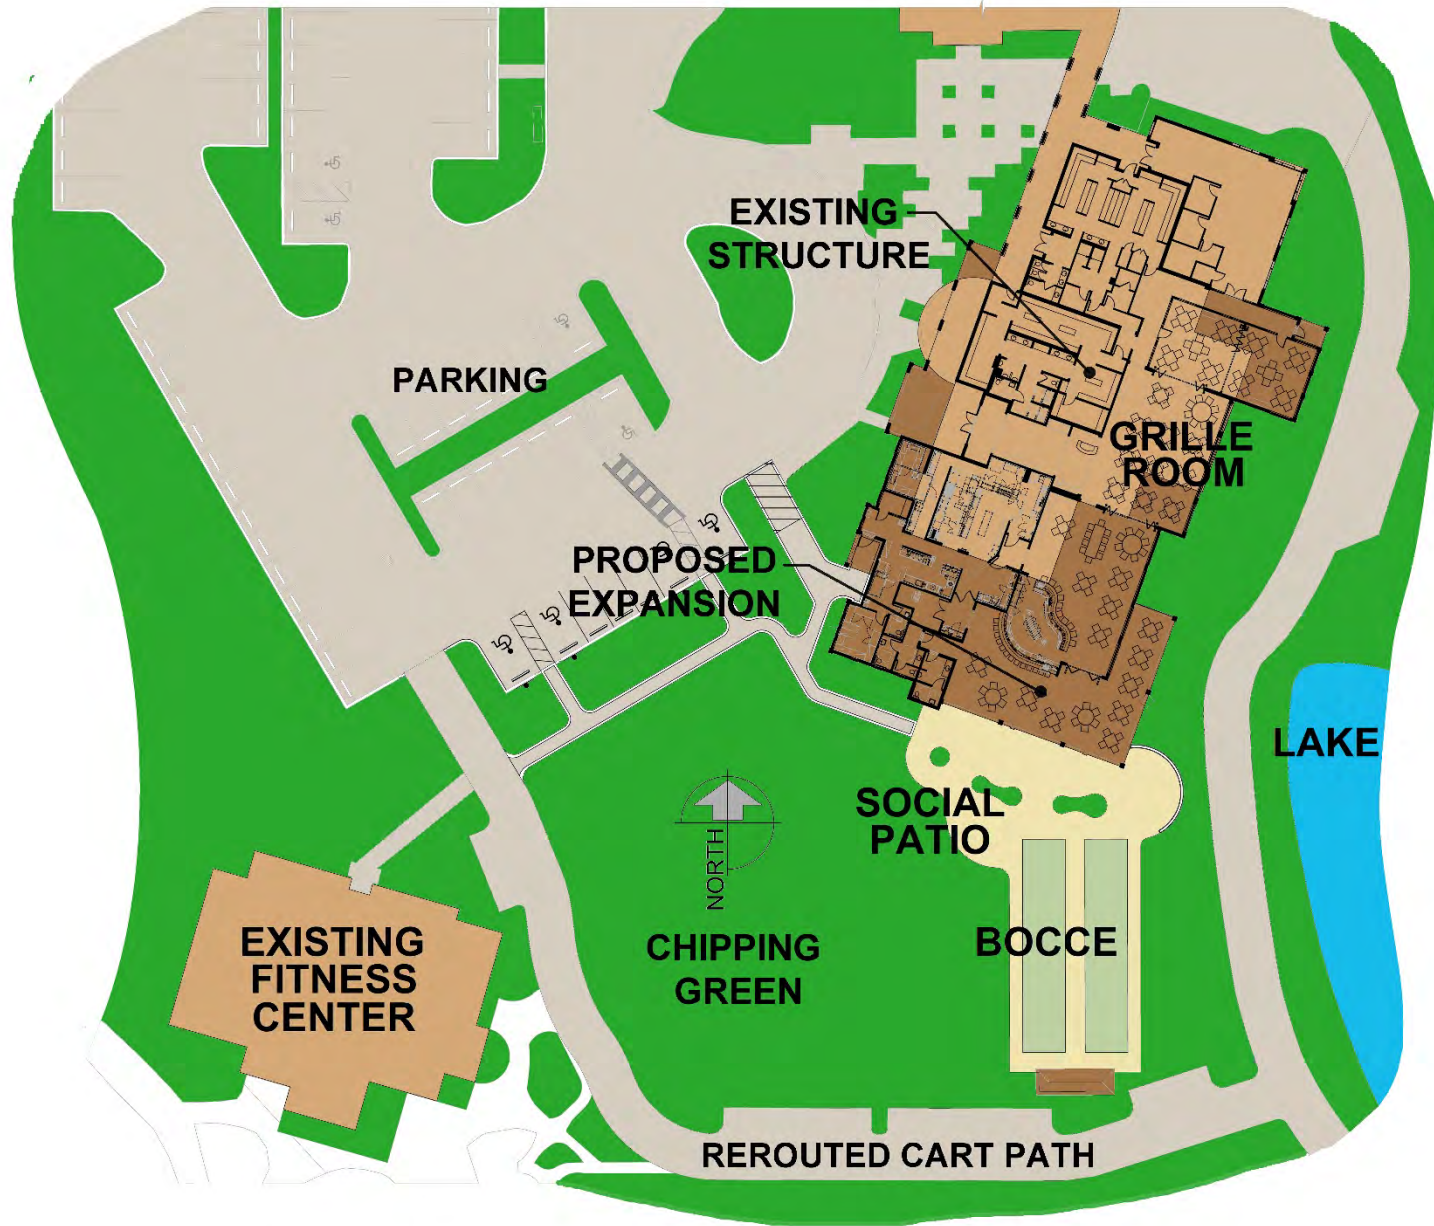 EXISTING
STRUCTURE
PARKING
GRILLE
ROOM
PROPOSED
EXPANSION
LAKE
SOCIAL
PATIO
NORTH
EXISTING
FITNESS
CENTER
CHIPPING
GREEN
BOCCE
REROUTED CART PATH